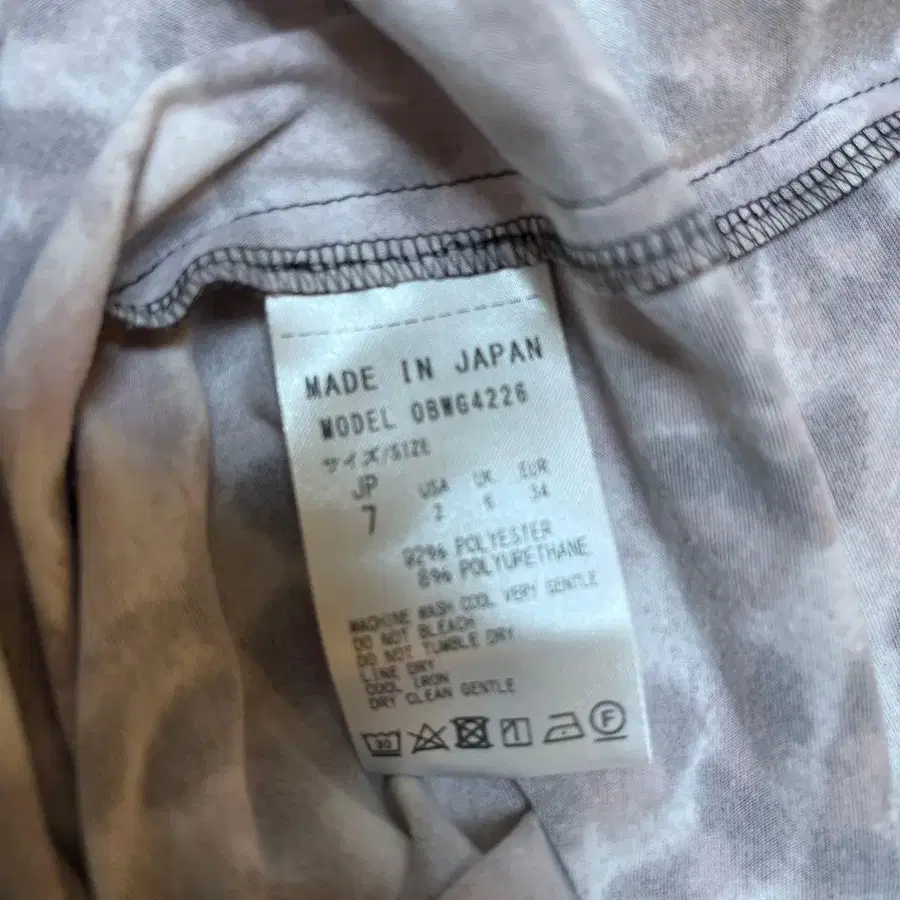 MADE IN JAPAN
MODEL OBWG4226
サイズ/SIZE
JP USA UK EUR
7 2 6 34
92% POLYESTER
8% POLYURETHANE
MACHINE WASH COOL VERY GENTLE
DO NOT BLEACH
DO NOT TUMBLE DRY
LINE DRY
COOL IRON
DRY CLEAN GENTLE
30 F